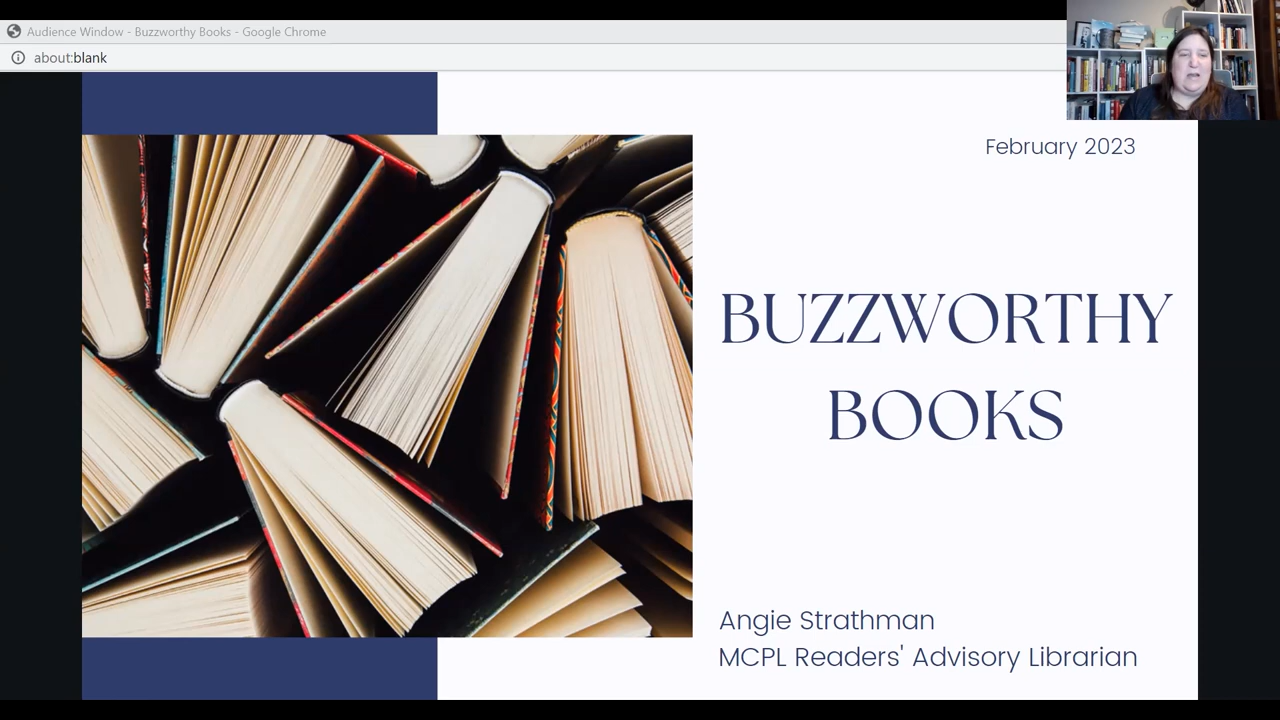 Audience Window - Buzzworthy Books - Google Chrome
about:blank
February 2023
BUZZWORTHY
BOOKS
Angie Strathman
MCPL Readers' Advisory Librarian